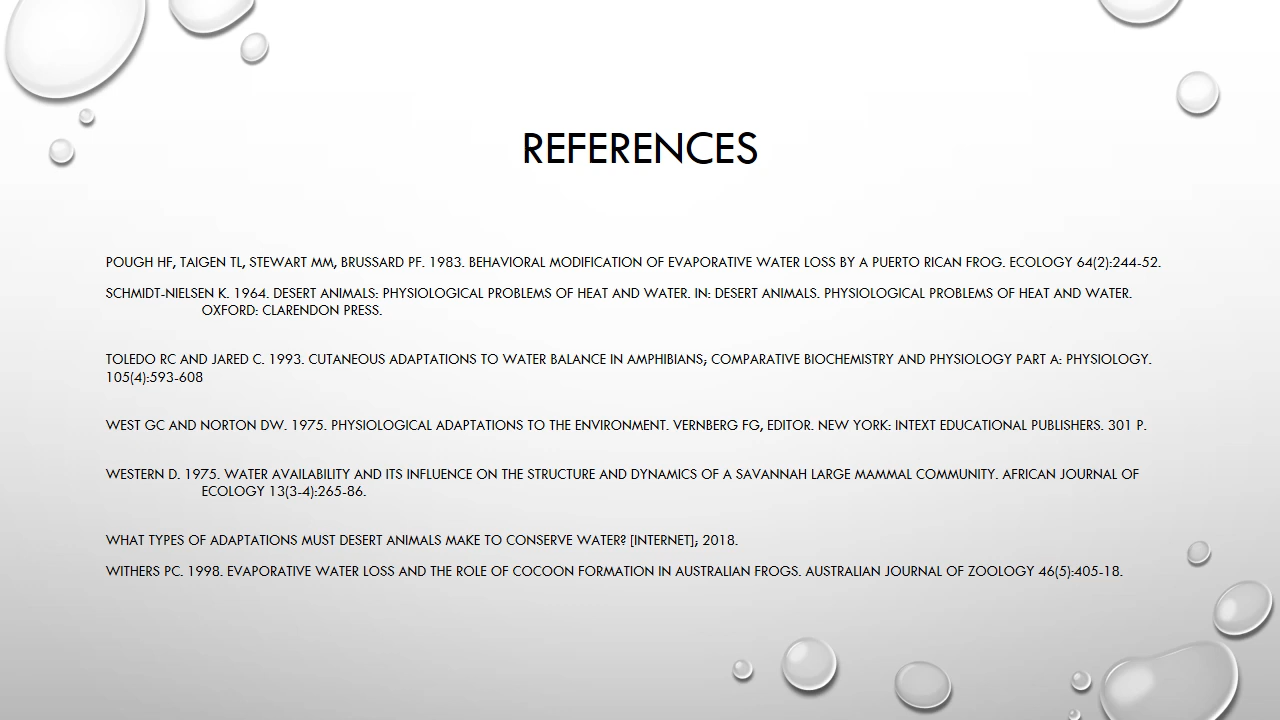 REFERENCES
POUGH HF, TAIGEN TL, STEWART MM, BRUSSARD PF. 1983. BEHAVIORAL MODIFICATION OF EVAPORATIVE WATER LOSS BY A PUERTO RICAN FROG. ECOLOGY 64(2):244-52.
SCHMIDT-NIELSEN K. 1964. DESERT ANIMALS: PHYSIOLOGICAL PROBLEMS OF HEAT AND WATER. IN: DESERT ANIMALS. PHYSIOLOGICAL PROBLEMS OF HEAT AND WATER.
OXFORD: CLARENDON PRESS.
TOLEDO RC AND JARED C. 1993. CUTANEOUS ADAPTATIONS TO WATER BALANCE IN AMPHIBIANS; COMPARATIVE BIOCHEMISTRY AND PHYSIOLOGY PART A: PHYSIOLOGY.
105(4):593-608
WEST GC AND NORTON DW. 1975. PHYSIOLOGICAL ADAPTATIONS TO THE ENVIRONMENT. VERNBERG FG, EDITOR. NEW YORK: INTEXT EDUCATIONAL PUBLISHERS. 301 P.
WESTERN D. 1975. WATER AVAILABILITY AND ITS INFLUENCE ON THE STRUCTURE AND DYNAMICS OF A SAVANNAH LARGE MAMMAL COMMUNITY. AFRICAN JOURNAL OF
ECOLOGY 13(3-4):265-86.
WHAT TYPES OF ADAPTATIONS MUST DESERT ANIMALS MAKE TO CONSERVE WATER? [INTERNET]; 2018.
WITHERS PC. 1998. EVAPORATIVE WATER LOSS AND THE ROLE OF COCOON FORMATION IN AUSTRALIAN FROGS. AUSTRALIAN JOURNAL OF ZOOLOGY 46(5):405-18.